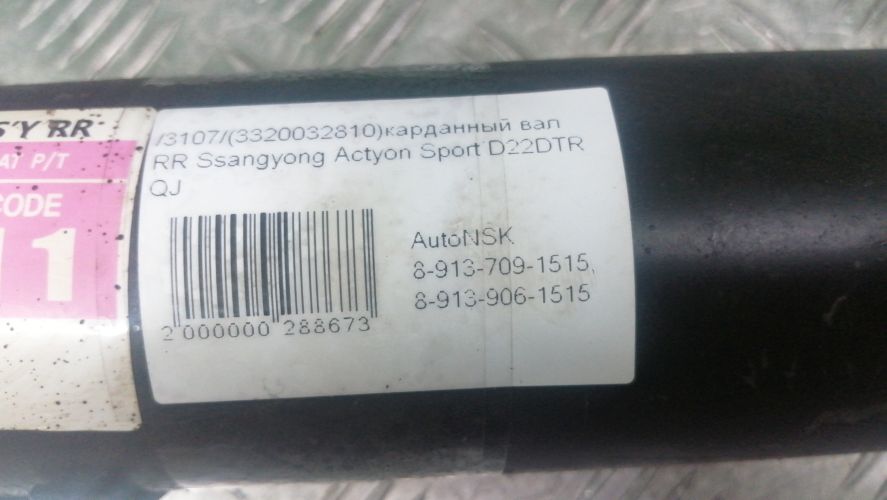 S'Y RR
AT P/T
CODE
11
/3107/(3320032810)карданный вал
RR Ssangyong Actyon Sport D22DTR
QJ
AutoNSK
8-913-709-1515,
8-913-906-1515
2 000000 288673